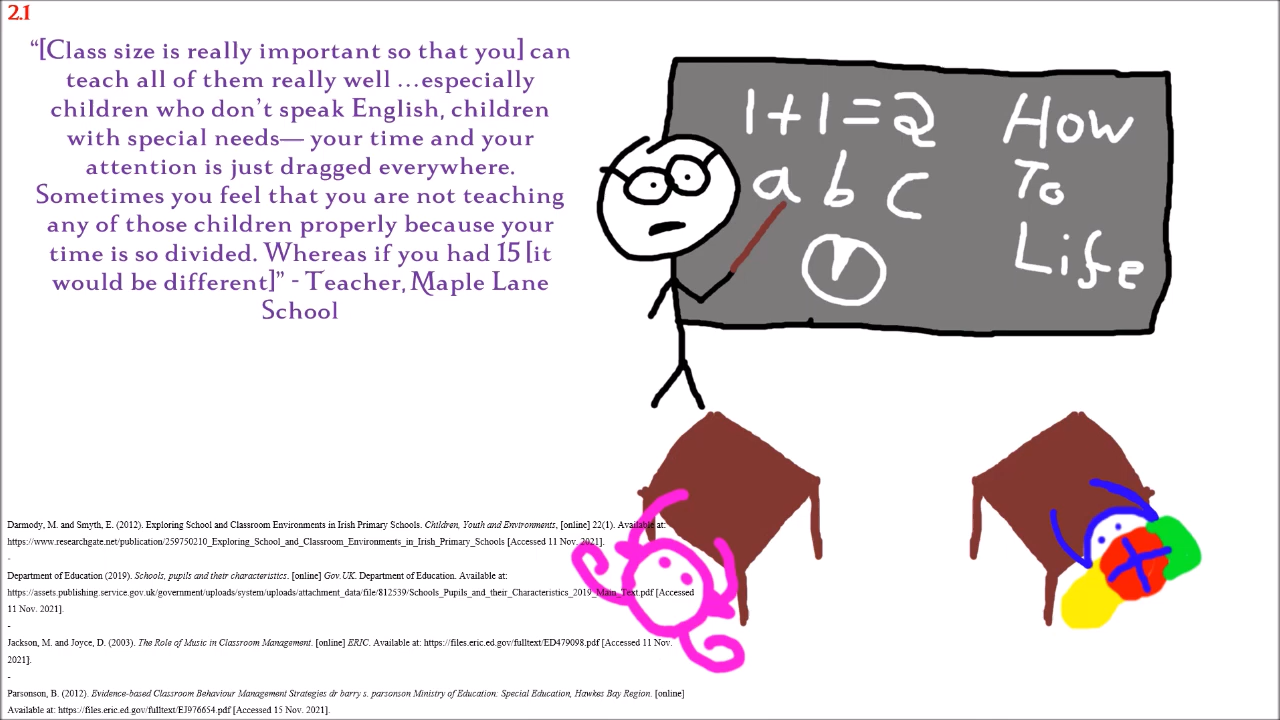 2.1
“[Class size is really important so that you] can
teach all of them really well …especially
children who don’t speak English, children
with special needs— your time and your
attention is just dragged everywhere.
Sometimes you feel that you are not teaching
any of those children properly because your
time is so divided. Whereas if you had 15 [it
would be different]” - Teacher, Maple Lane
School
1+1=2
a b c
How
To
Life
Darmody, M. and Smyth, E. (2012). Exploring School and Classroom Environments in Irish Primary Schools. Children, Youth and Environments, [online] 22(1). Available at:
https://www.researchgate.net/publication/259750210_Exploring_School_and_Classroom_Environments_in_Irish_Primary_Schools [Accessed 11 Nov. 2021].
-
Department of Education (2019). Schools, pupils and their characteristics. [online] Gov.UK. Department of Education. Available at:
https://assets.publishing.service.gov.uk/government/uploads/system/uploads/attachment_data/file/812539/Schools_Pupils_and_their_Characteristics_2019_Main_Text.pdf [Accessed
11 Nov. 2021].
-
Jackson, M. and Joyce, D. (2003). The Role of Music in Classroom Management. [online] ERIC. Available at: https://files.eric.ed.gov/fulltext/ED479098.pdf [Accessed 11 Nov.
2021].
-
Parsonson, B. (2012). Evidence-based Classroom Behaviour Management Strategies dr barry s. parsonson Ministry of Education: Special Education, Hawkes Bay Region. [online]
Available at: https://files.eric.ed.gov/fulltext/EJ976654.pdf [Accessed 15 Nov. 2021].